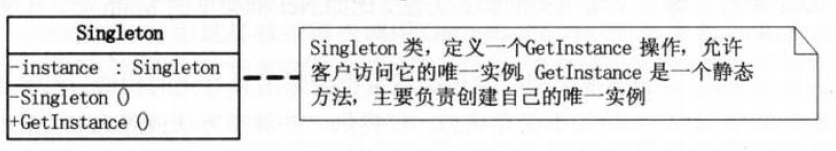 Singleton
-instance : Singleton
-Singleton()
+GetInstance()
Singleton 类，定义一个GetInstance 操作，允许
客户访问它的唯一实例。GetInstance 是一个静态
方法，主要负责创建自己的唯一实例